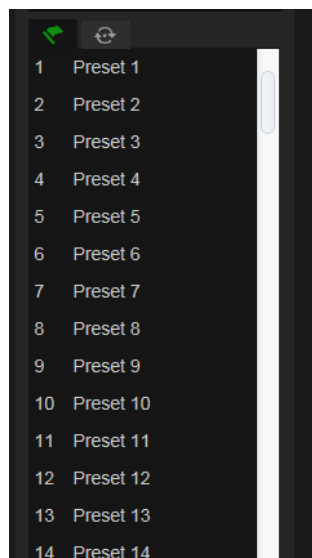 1 Preset 1
2 Preset 2
3 Preset 3
4 Preset 4
5 Preset 5
6 Preset 6
7 Preset 7
8 Preset 8
9 Preset 9
10 Preset 10
11 Preset 11
12 Preset 12
13 Preset 13
14 Preset 14